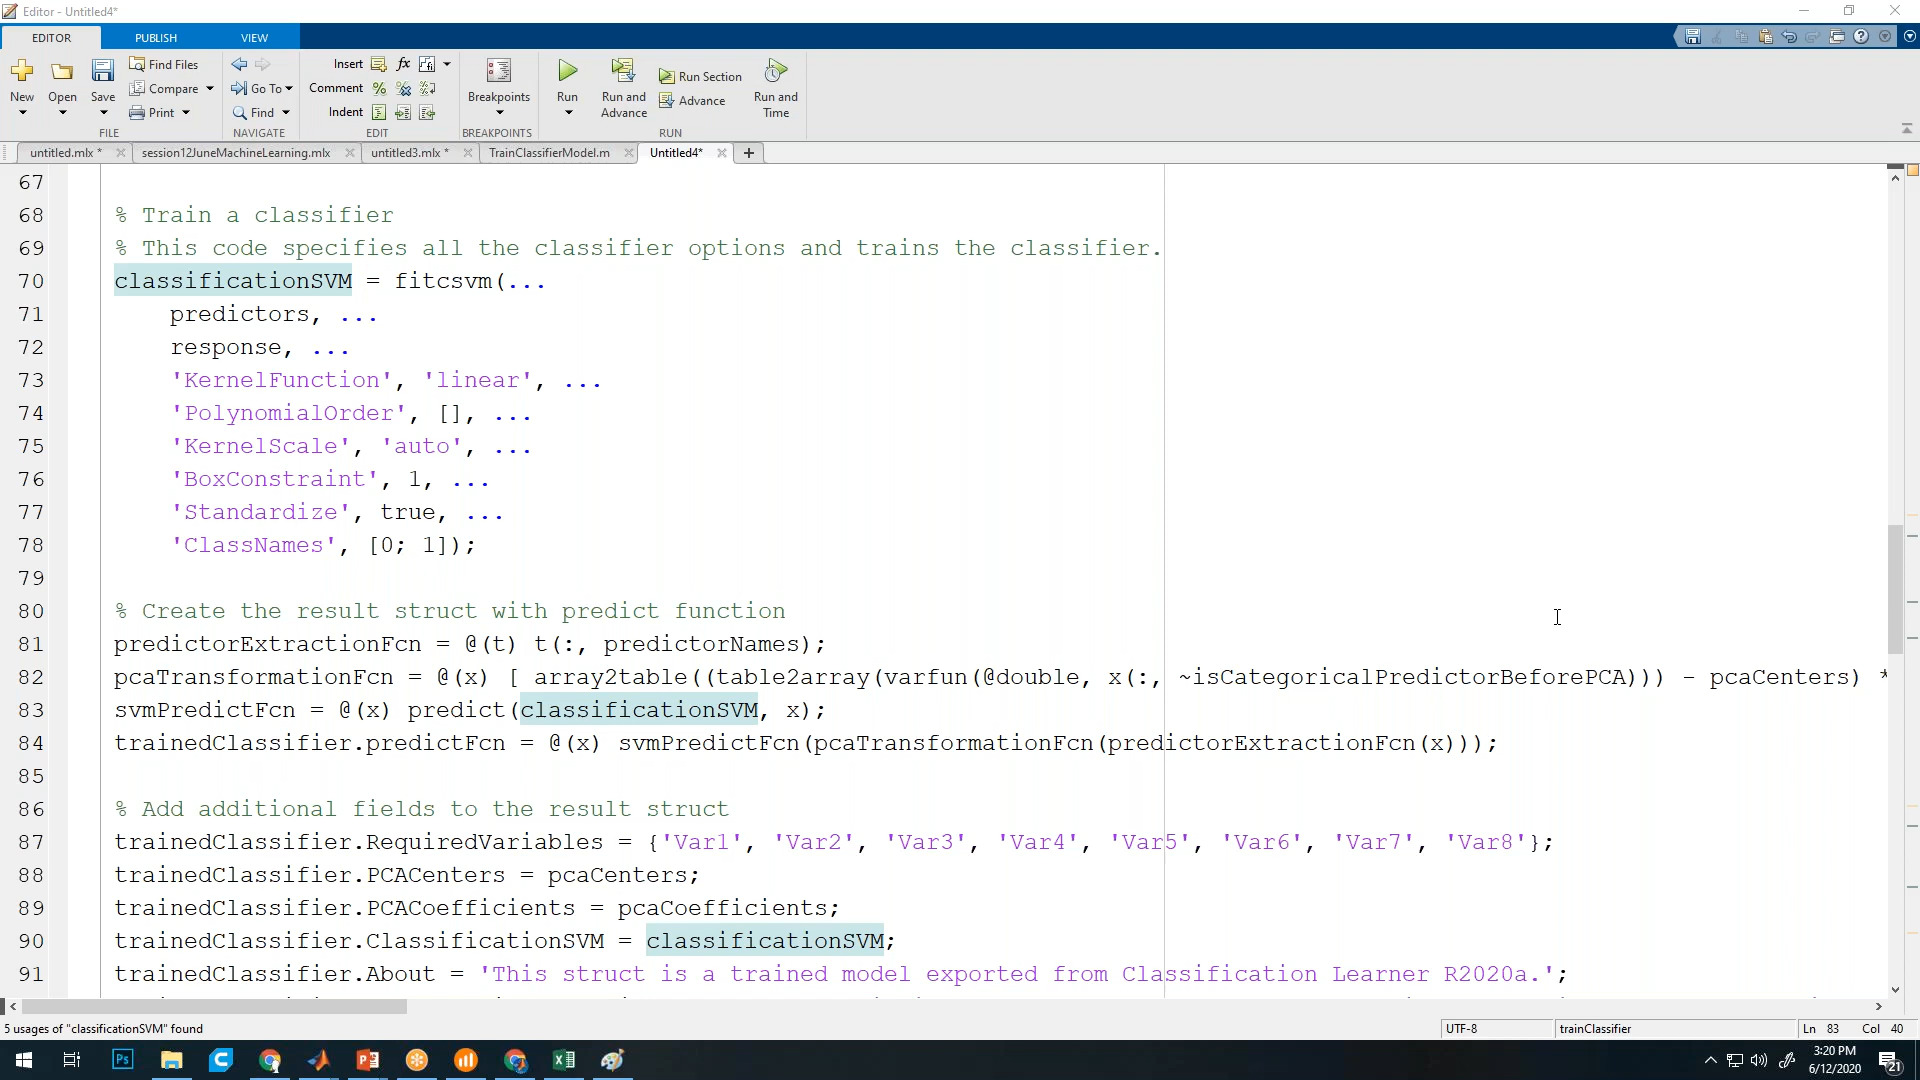 Editor - Untitled4*
EDITOR PUBLISH VIEW
New Open Save Find Files Compare Print
FILE
Go To Find
NAVIGATE
Insert fx
Comment
Indent
EDIT
Breakpoints
BREAKPOINTS
Run Run and Advance Run Section Advance Run and Time
RUN
untitled.mlx * session12JuneMachineLearning.mlx untitled3.mlx * TrainClassifierModel.m Untitled4* +
67
68 % Train a classifier
69 % This code specifies all the classifier options and trains the classifier.
70 classificationSVM = fitcsvm(...
71 predictors, ...
72 response, ...
73 'KernelFunction', 'linear', ...
74 'PolynomialOrder', [], ...
75 'KernelScale', 'auto', ...
76 'BoxConstraint', 1, ...
77 'Standardize', true, ...
78 'ClassNames', [0; 1]);
79
80 % Create the result struct with predict function
81 predictorExtractionFcn = @(t) t(:, predictorNames);
82 pcaTransformationFcn = @(x) [ array2table((table2array(varfun(@double, x(:, ~isCategoricalPredictorBeforePCA))) - pcaCenters) *
83 svmPredictFcn = @(x) predict(classificationSVM, x);
84 trainedClassifier.predictFcn = @(x) svmPredictFcn(pcaTransformationFcn(predictorExtractionFcn(x)));
85
86 % Add additional fields to the result struct
87 trainedClassifier.RequiredVariables = {'Var1', 'Var2', 'Var3', 'Var4', 'Var5', 'Var6', 'Var7', 'Var8'};
88 trainedClassifier.PCACenters = pcaCenters;
89 trainedClassifier.PCACoefficients = pcaCoefficients;
90 trainedClassifier.ClassificationSVM = classificationSVM;
91 trainedClassifier.About = 'This struct is a trained model exported from Classification Learner R2020a.';
5 usages of "classificationSVM" found UTF-8 trainClassifier Ln 83 Col 40
Ps
3:20 PM
6/12/2020
21